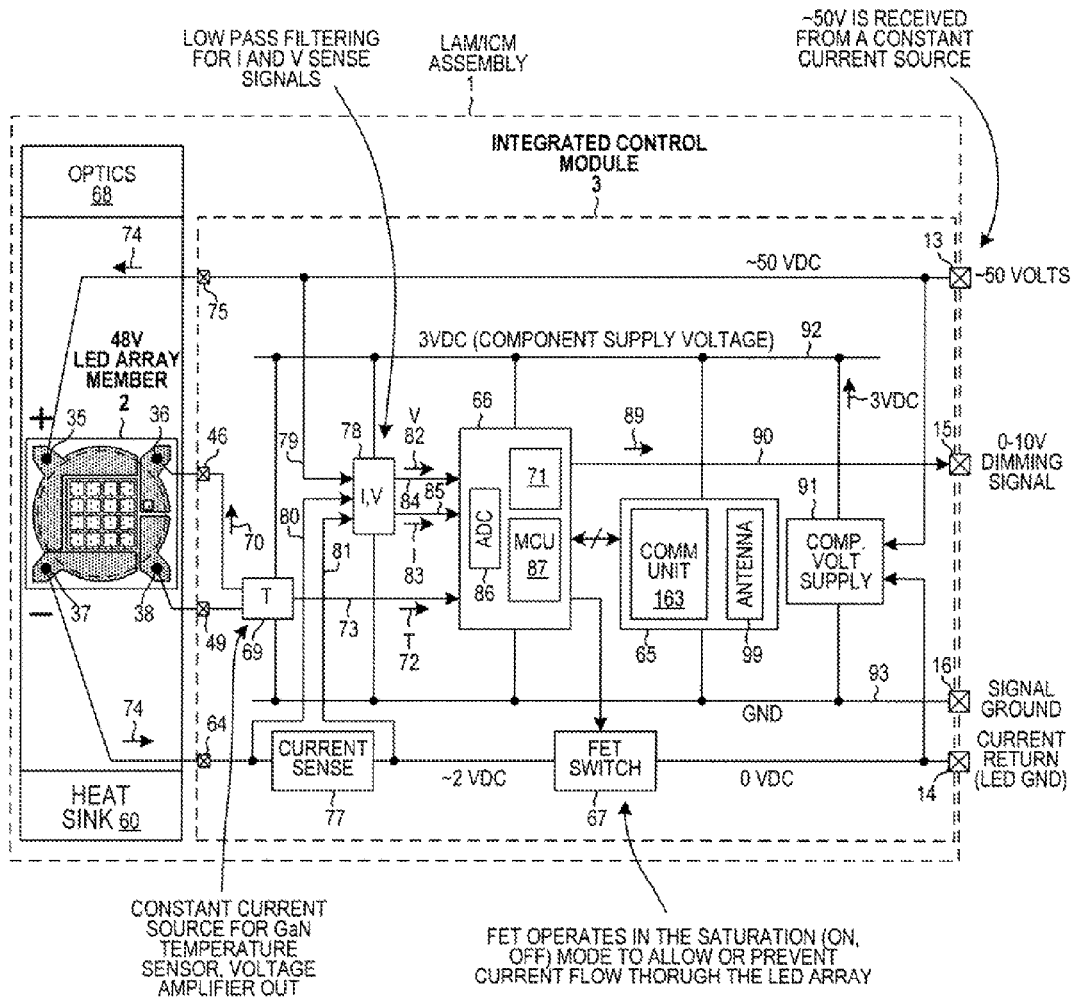 LOW PASS FILTERING
FOR I AND V SENSE
SIGNALS
LAM/ICM
ASSEMBLY
1
~50V IS RECEIVED
FROM A CONSTANT
CURRENT SOURCE
INTEGRATED CONTROL
MODULE
3
OPTICS
68
74
75
~50 VDC
13
~50 VOLTS
3VDC (COMPONENT SUPPLY VOLTAGE)
92
3VDC
48V
LED ARRAY
MEMBER
2
+
35
36
46
79
78
V
82
66
89
90
15
0-10V
DIMMING
SIGNAL
I,V
84
85
71
70
80
81
I
83
ADC
86
MCU
87
COMM
UNIT
163
ANTENNA
91
COMP.
VOLT
SUPPLY
–
37
38
49
T
69
73
T
72
65
99
93
16
SIGNAL
GROUND
GND
74
64
CURRENT
SENSE
77
~2 VDC
FET
SWITCH
67
0 VDC
14
CURRENT
RETURN
(LED GND)
HEAT
SINK 60
CONSTANT CURRENT
SOURCE FOR GaN
TEMPERATURE
SENSOR, VOLTAGE
AMPLIFIER OUT
FET OPERATES IN THE SATURATION (ON,
OFF) MODE TO ALLOW OR PREVENT
CURRENT FLOW THORUGH THE LED ARRAY